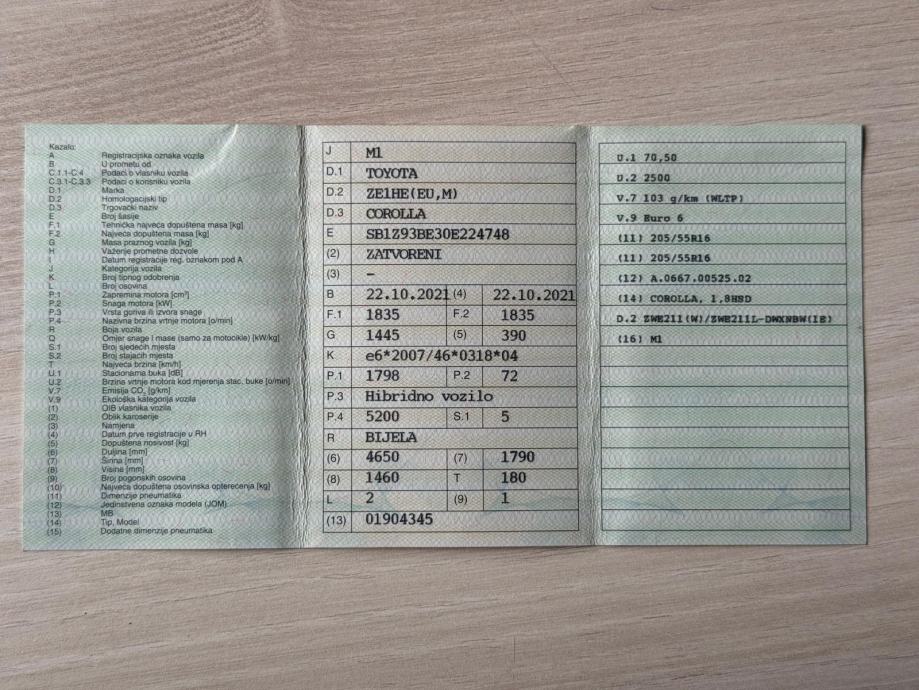 Kazalo:
A Registracijska oznaka vozila
B U prometu od
C.1.1-C.4 Podaci o vlasniku vozila
C.3.1-C.3.3 Podaci o korisniku vozila
D.1 Marka
D.2 Homologacijski tip
D.3 Trgovački naziv
E Broj šasije
F.1 Tehnička najveća dopuštena masa [kg]
F.2 Najveća dopuštena masa [kg]
G Masa praznog vozila [kg]
H Važenje prometne dozvole
I Datum registracije reg. oznakom pod A
J Kategorija vozila
K Broj tipnog odobrenja
L Broj osovina
P.1 Zapremina motora [cm³]
P.2 Snaga motora [kW]
P.3 Vrsta goriva ili izvora snage
P.4 Nazivna brzina vrtnje motora [o/min]
R Boja vozila
Q Omjer snage i mase (samo za motocikle) [kW/kg]
S.1 Broj sjedećih mjesta
S.2 Broj stajaćih mjesta
T Najveća brzina [km/h]
U.1 Stacionarna buka [dB]
U.2 Brzina vrtnje motora kod mjerenja stac. buke [o/min]
V.7 Emisija CO₂ [g/km]
V.9 Ekološka kategorija vozila
(1) OIB vlasnika vozila
(2) Oblik karoserije
(3) Namjena
(4) Datum prve registracije u RH
(5) Dopuštena nosivost [kg]
(6) Duljina [mm]
(7) Širina [mm]
(8) Visina [mm]
(9) Broj pogonskih osovina
(10) Najveća dopuštena osovinska opterećenja [kg]
(11) Dimenzije pneumatika
(12) Jedinstvena oznaka modela (JOM)
(13) MB
(14) Tip, Model
(15) Dodatne dimenzije pneumatika
J M1
D.1 TOYOTA
D.2 ZE1HE(EU,M)
D.3 COROLLA
E SB1Z93BE30E224748
(2) ZATVORENI
(3) –
B 22.10.2021 (4) 22.10.2021
F.1 1835 F.2 1835
G 1445 (5) 390
K e6*2007/46*0318*04
P.1 1798 P.2 72
P.3 Hibridno vozilo
P.4 5200 S.1 5
R BIJELA
(6) 4650 (7) 1790
(8) 1460 T 180
L 2 (9) 1
(13) 01904345
U.1 70,50
U.2 2500
V.7 103 g/km (WLTP)
V.9 Euro 6
(11) 205/55R16
(11) 205/55R16
(12) A.0667.00525.02
(14) COROLLA, 1,8HSD
D.2 ZWE211(W)/ZWE211L-DWXNBW(1E)
(16) M1